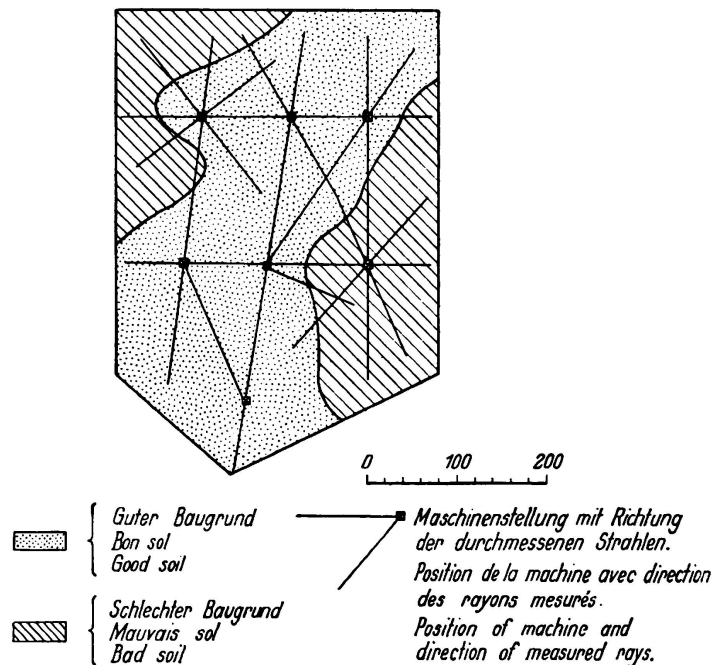 0 100 200
Guter Baugrund
Bon sol
Good soil
Schlechter Baugrund
Mauvais sol
Bad soil
Maschinenstellung mit Richtung
der durchmessenen Strahlen.
Position de la machine avec direction
des rayons mesurés.
Position of machine and
direction of measured rays.